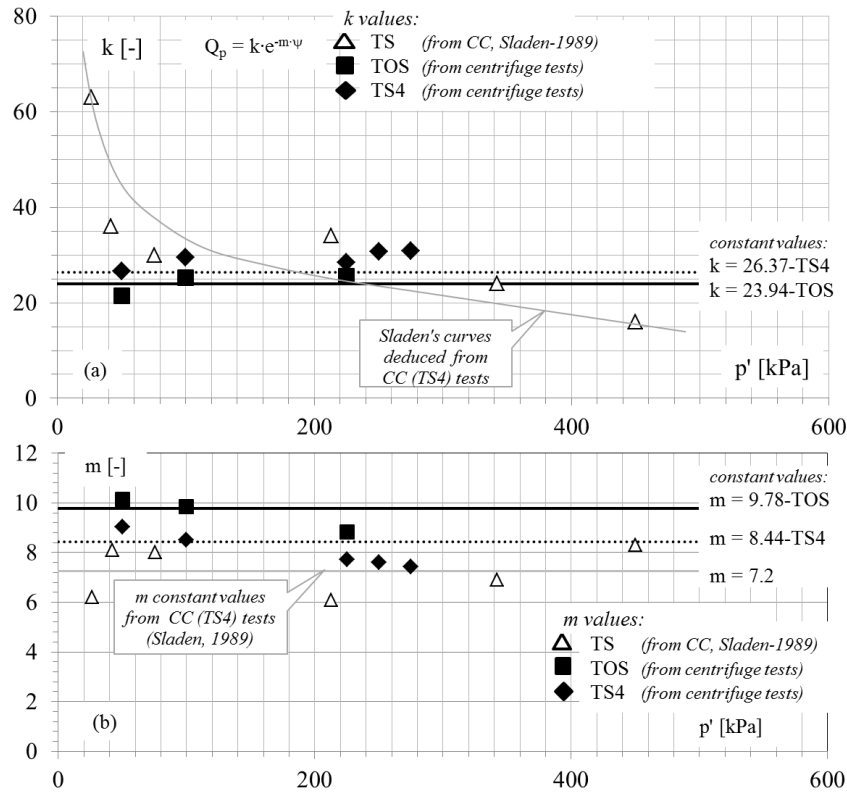 80
60
40
20
0
k [-]
Qp = k·e-m·ψ
k values:
TS (from CC, Sladen-1989)
TOS (from centrifuge tests)
TS4 (from centrifuge tests)
constant values:
k = 26.37-TS4
k = 23.94-TOS
Sladen's curves
deduced from
CC (TS4) tests
(a)
p' [kPa]
0 200 400 600
12
10
8
6
4
2
0
m [-]
constant values:
m = 9.78-TOS
m = 8.44-TS4
m = 7.2
m constant values
from CC (TS4) tests
(Sladen, 1989)
m values:
TS (from CC, Sladen-1989)
TOS (from centrifuge tests)
TS4 (from centrifuge tests)
(b)
p' [kPa]
0 200 400 600